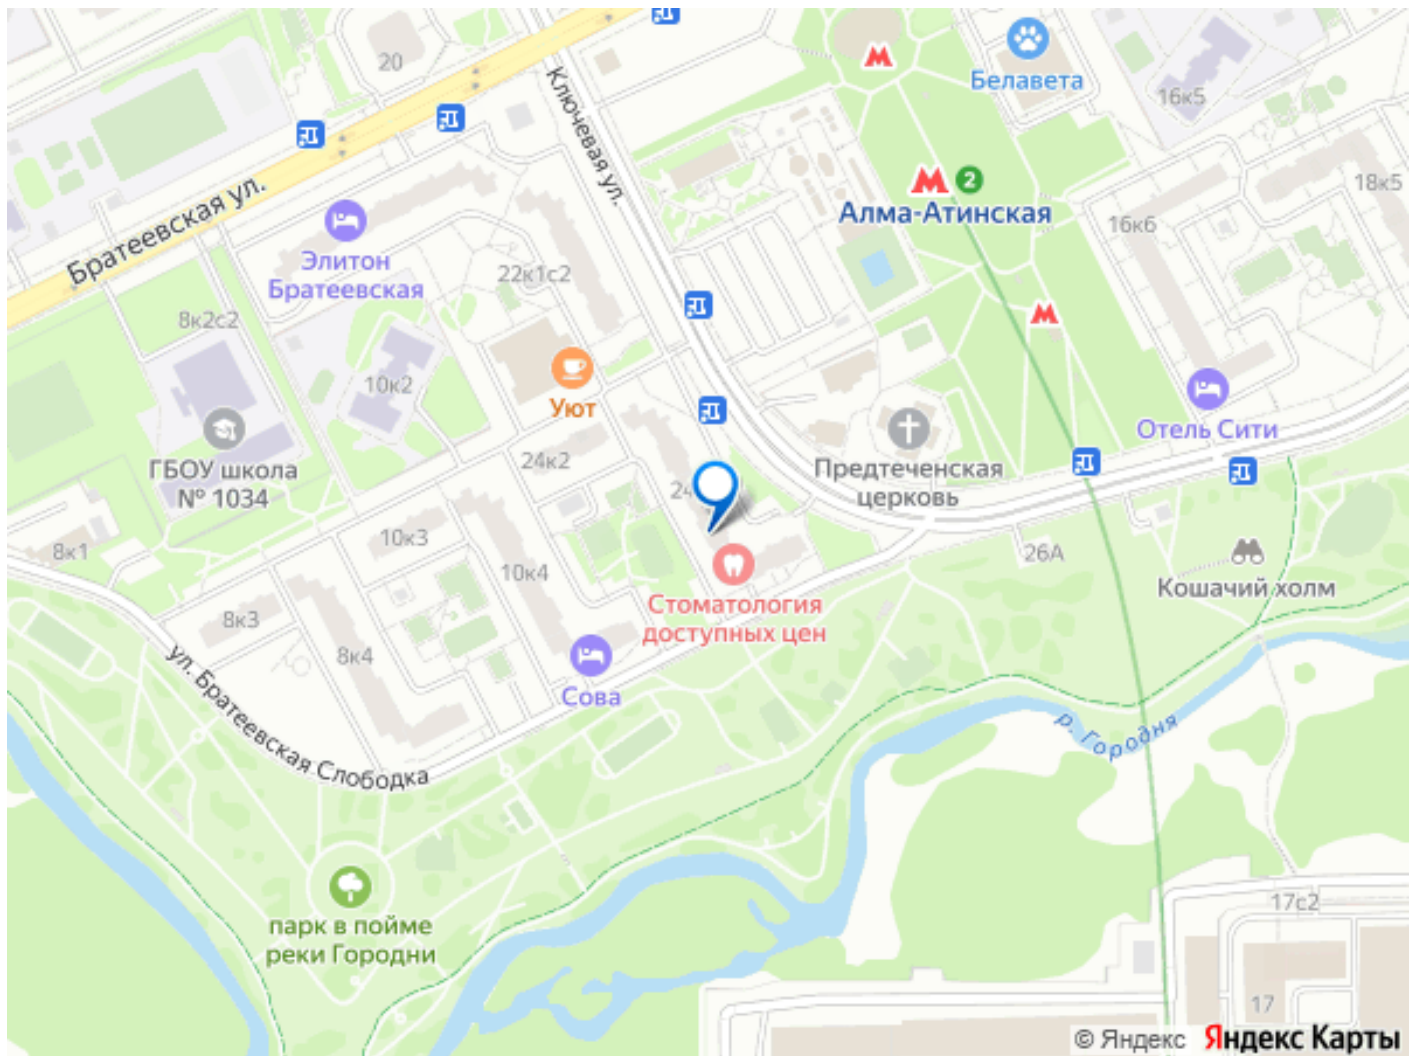 20
Ключевая ул.
М
Белавета
16к5
18к5
М 2
Алма-Атинская
16к6
Братеевская ул.
Элитон
Братеевская
22к1с2
8к2с2
М
10к2
Уют
Отель Сити
ГБОУ школа
№ 1034
24к2
Предтеченская
церковь
24
10к3
8к1
26А
10к4
Кошачий холм
Стоматология
доступных цен
8к3
8к4
Сова
ул. Братеевская Слободка
р. Городня
парк в пойме
реки Городни
17с2
17
© Яндекс Яндекс Карты